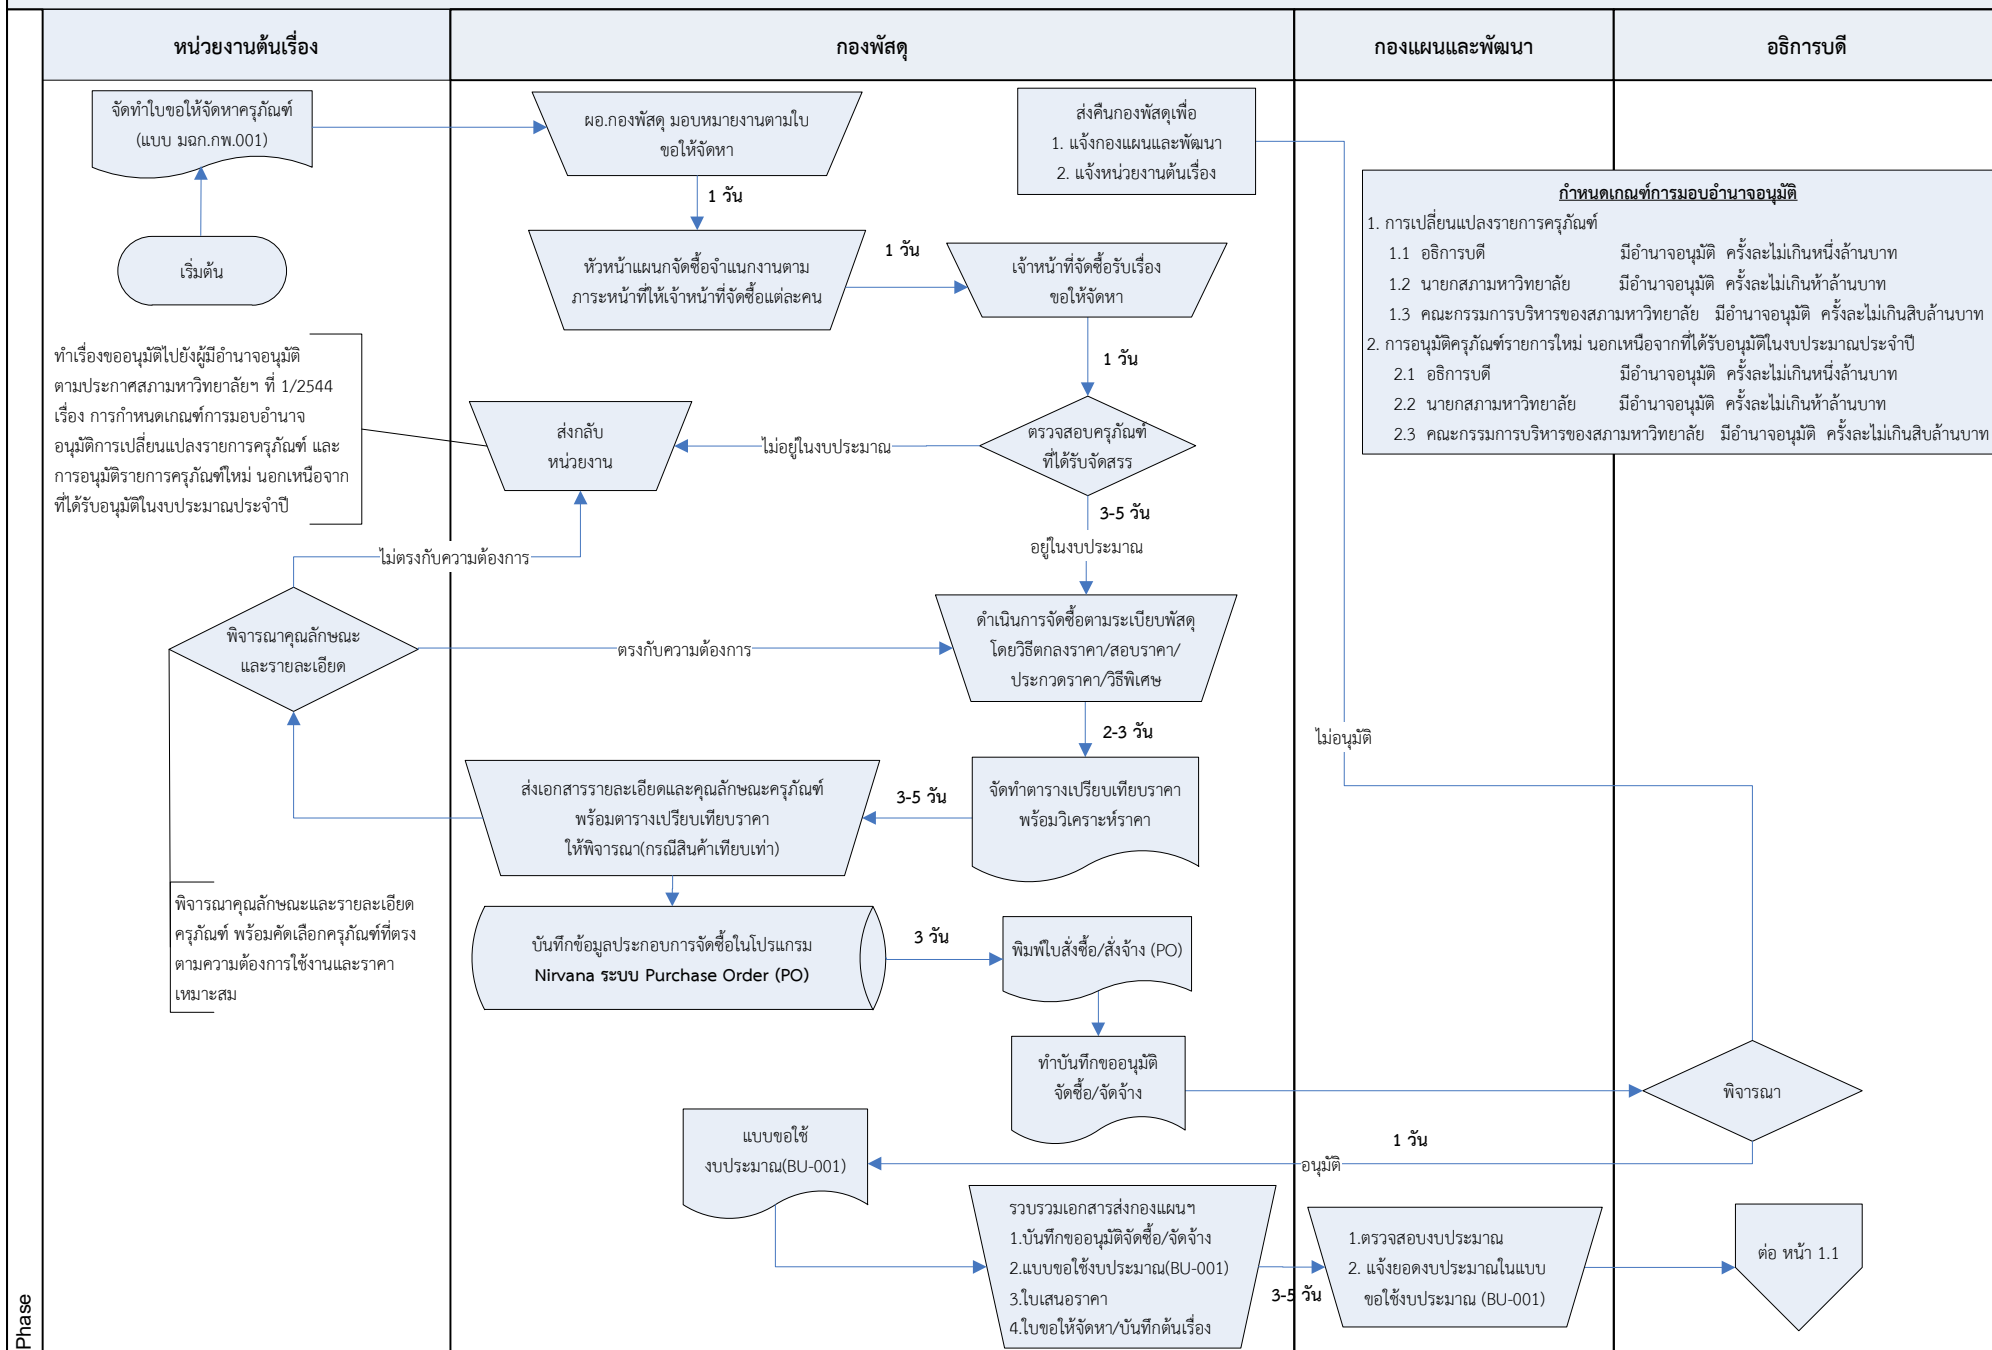 หน่วยงานต้นเรื่อง
กองพัสดุ
กองแผนและพัฒนา
อธิการบดี
จัดทำใบขอให้จัดหาครุภัณฑ์
(แบบ มฉก.กพ.001)
ผอ.กองพัสดุ มอบหมายงานตามใบ
ขอให้จัดหา
ส่งคืนกองพัสดุเพื่อ
1. แจ้งกองแผนและพัฒนา
2. แจ้งหน่วยงานต้นเรื่อง
1 วัน
กำหนดเกณฑ์การมอบอำนาจอนุมัติ
1. การเปลี่ยนแปลงรายการครุภัณฑ์
1.1 อธิการบดี มีอำนาจอนุมัติ ครั้งละไม่เกินหนึ่งล้านบาท
1.2 นายกสภามหาวิทยาลัย มีอำนาจอนุมัติ ครั้งละไม่เกินห้าล้านบาท
1.3 คณะกรรมการบริหารของสภามหาวิทยาลัย มีอำนาจอนุมัติ ครั้งละไม่เกินสิบล้านบาท
2. การอนุมัติครุภัณฑ์รายการใหม่ นอกเหนือจากที่ได้รับอนุมัติในงบประมาณประจำปี
2.1 อธิการบดี มีอำนาจอนุมัติ ครั้งละไม่เกินหนึ่งล้านบาท
2.2 นายกสภามหาวิทยาลัย มีอำนาจอนุมัติ ครั้งละไม่เกินห้าล้านบาท
2.3 คณะกรรมการบริหารของสภามหาวิทยาลัย มีอำนาจอนุมัติ ครั้งละไม่เกินสิบล้านบาท
เริ่มต้น
หัวหน้าแผนกจัดซื้อจำแนกงานตาม
ภาระหน้าที่ให้เจ้าหน้าที่จัดซื้อแต่ละคน
1 วัน
เจ้าหน้าที่จัดซื้อรับเรื่อง
ขอให้จัดหา
1 วัน
ทำเรื่องขออนุมัติไปยังผู้มีอำนาจอนุมัติ
ตามประกาศสภามหาวิทยาลัยฯ ที่ 1/2544
เรื่อง การกำหนดเกณฑ์การมอบอำนาจ
อนุมัติการเปลี่ยนแปลงรายการครุภัณฑ์ และ
การอนุมัติรายการครุภัณฑ์ใหม่ นอกเหนือจาก
ที่ได้รับอนุมัติในงบประมาณประจำปี
ส่งกลับ
หน่วยงาน
ไม่อยู่ในงบประมาณ
ตรวจสอบครุภัณฑ์
ที่ได้รับจัดสรร
3-5 วัน
อยู่ในงบประมาณ
ไม่ตรงกับความต้องการ
พิจารณาคุณลักษณะ
และรายละเอียด
ตรงกับความต้องการ
ดำเนินการจัดซื้อตามระเบียบพัสดุ
โดยวิธีตกลงราคา/สอบราคา/
ประกวดราคา/วิธีพิเศษ
2-3 วัน
ไม่อนุมัติ
ส่งเอกสารรายละเอียดและคุณลักษณะครุภัณฑ์
พร้อมตารางเปรียบเทียบราคา
ให้พิจารณา(กรณีสินค้าเทียบเท่า)
3-5 วัน
จัดทำตารางเปรียบเทียบราคา
พร้อมวิเคราะห์ราคา
พิจารณาคุณลักษณะและรายละเอียด
ครุภัณฑ์ พร้อมคัดเลือกครุภัณฑ์ที่ตรง
ตามความต้องการใช้งานและราคา
เหมาะสม
บันทึกข้อมูลประกอบการจัดซื้อในโปรแกรม
Nirvana ระบบ Purchase Order (PO)
3 วัน
พิมพ์ใบสั่งซื้อ/สั่งจ้าง (PO)
ทำบันทึกขออนุมัติ
จัดซื้อ/จัดจ้าง
พิจารณา
1 วัน
อนุมัติ
แบบขอใช้
งบประมาณ(BU-001)
รวบรวมเอกสารส่งกองแผนฯ
1.บันทึกขออนุมัติจัดซื้อ/จัดจ้าง
2.แบบขอใช้งบประมาณ(BU-001)
3.ใบเสนอราคา
4.ใบขอให้จัดหา/บันทึกต้นเรื่อง
3-5 วัน
1.ตรวจสอบงบประมาณ
2. แจ้งยอดงบประมาณในแบบ
ขอใช้งบประมาณ (BU-001)
ต่อ หน้า 1.1
Phase